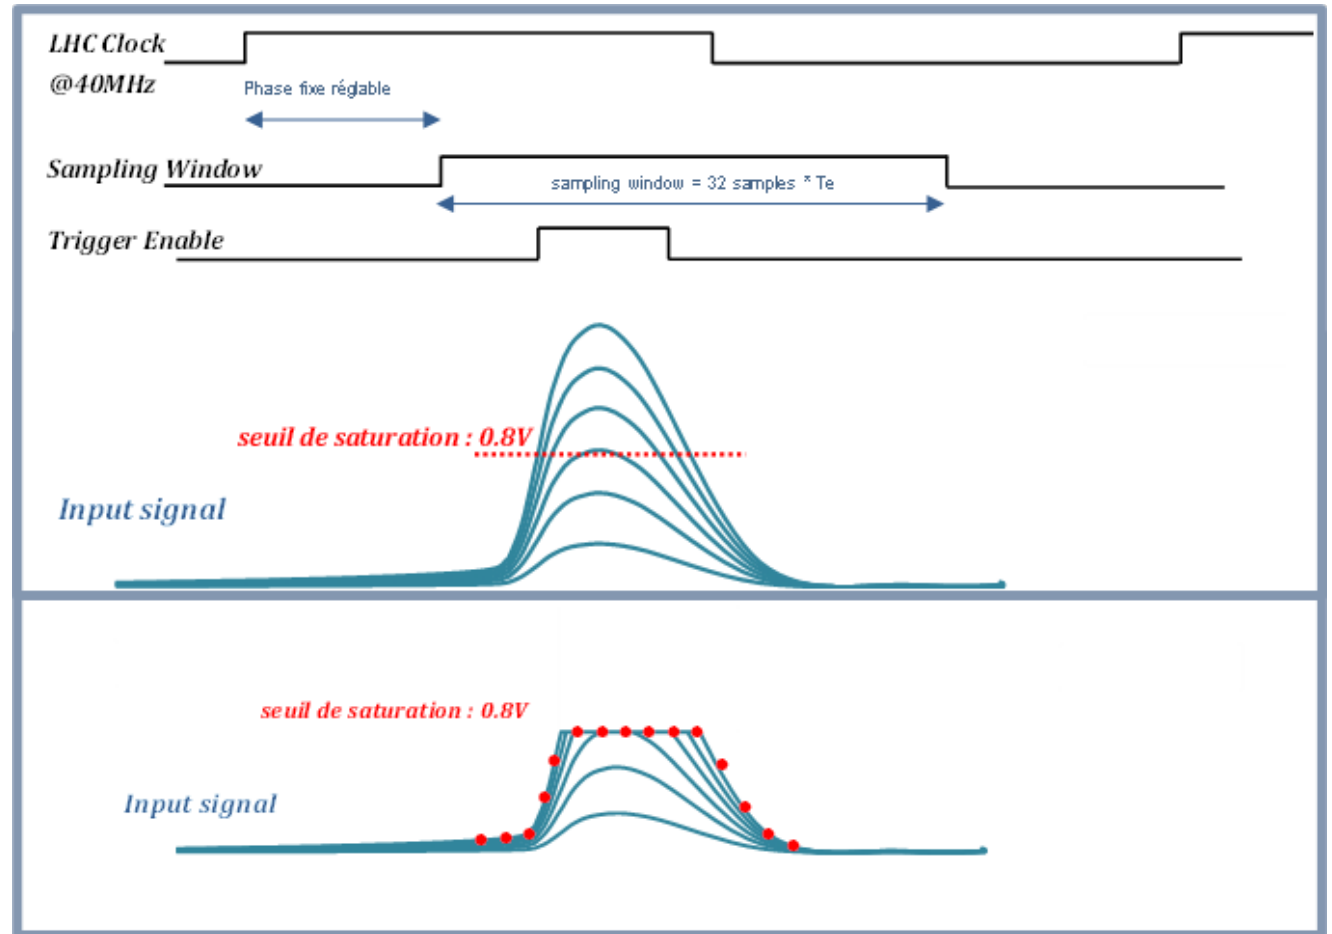 LHC Clock
@40MHz
Phase fixe réglable
Sampling Window
sampling window = 32 samples * Te
Trigger Enable
seuil de saturation : 0.8V
Input signal
seuil de saturation : 0.8V
Input signal